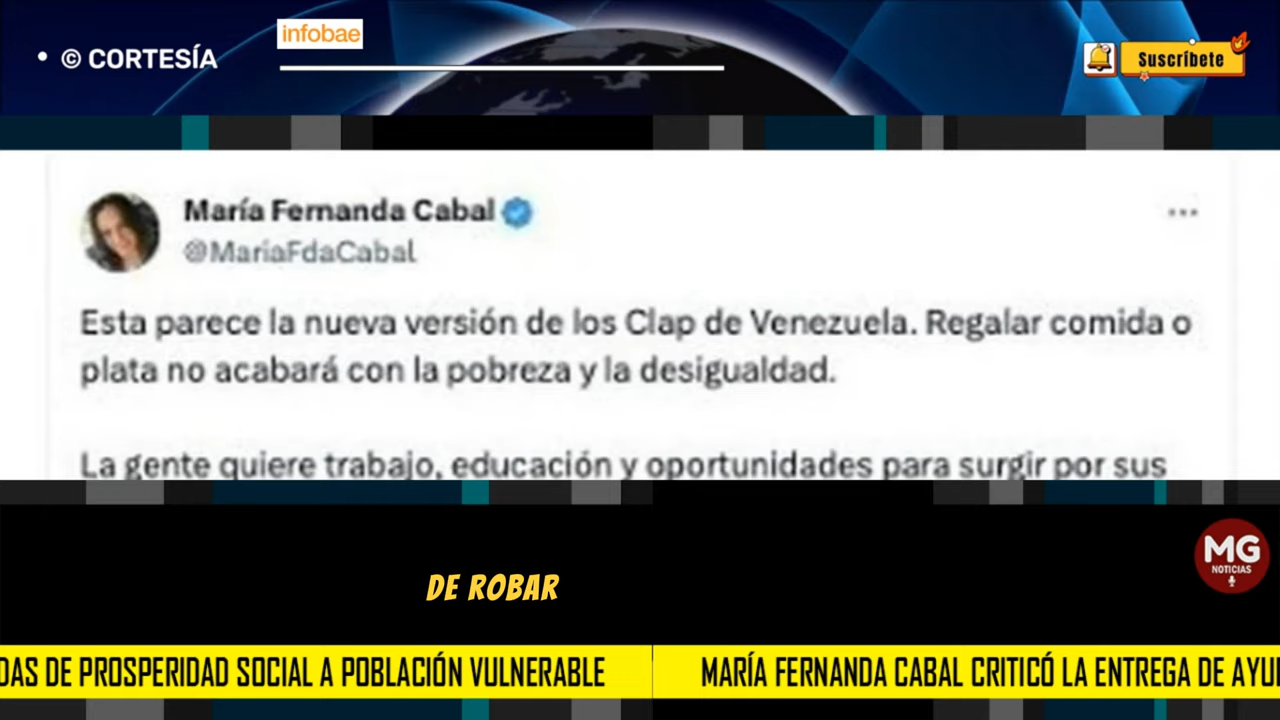 • © CORTESÍA
infobae
Suscríbete
María Fernanda Cabal
@MariaFdaCabal
Esta parece la nueva versión de los Clap de Venezuela. Regalar comida o
plata no acabará con la pobreza y la desigualdad.
La gente quiere trabajo, educación y oportunidades para surgir por sus
MG
NOTICIAS
DE ROBAR
DAS DE PROSPERIDAD SOCIAL A POBLACIÓN VULNERABLE
MARÍA FERNANDA CABAL CRITICÓ LA ENTREGA DE AYU